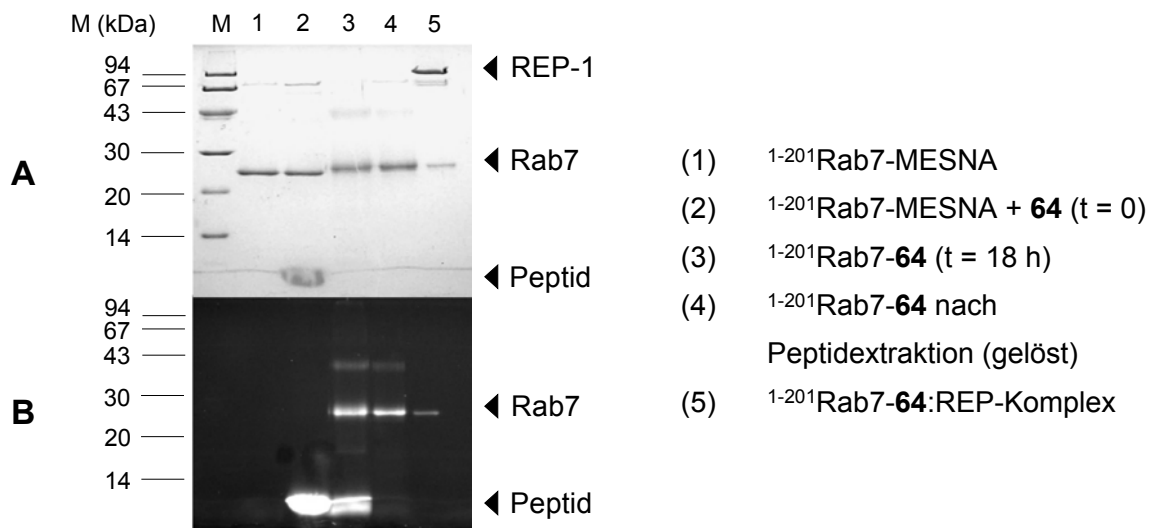 M (kDa) M 1 2 3 4 5
94
67
43
30
20
14
A
REP-1
Rab7
Peptid
94
67
43
30
20
14
B
Rab7
Peptid
(1) 1-201Rab7-MESNA
(2) 1-201Rab7-MESNA + 64 (t = 0)
(3) 1-201Rab7-64 (t = 18 h)
(4) 1-201Rab7-64 nach
Peptidextraktion (gelöst)
(5) 1-201Rab7-64:REP-Komplex